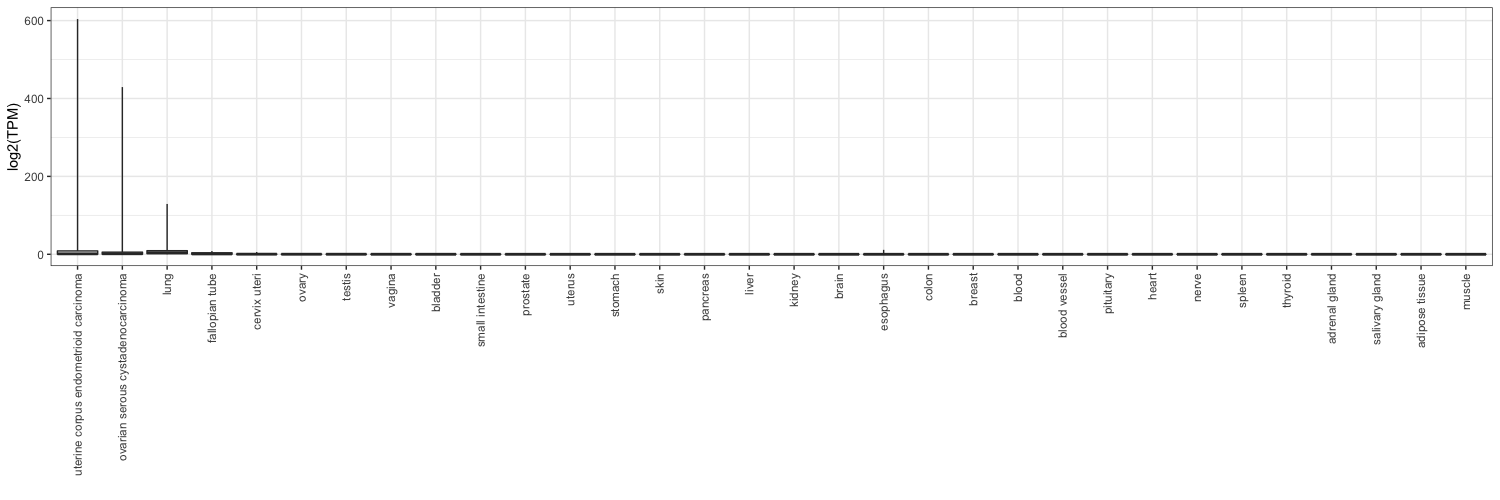 log2(TPM)
600
400
200
0
uterine corpus endometrioid carcinoma
ovarian serous cystadenocarcinoma
lung
fallopian tube
cervix uteri
ovary
testis
vagina
bladder
small intestine
prostate
uterus
stomach
skin
pancreas
liver
kidney
brain
esophagus
colon
breast
blood
blood vessel
pituitary
heart
nerve
spleen
thyroid
adrenal gland
salivary gland
adipose tissue
muscle